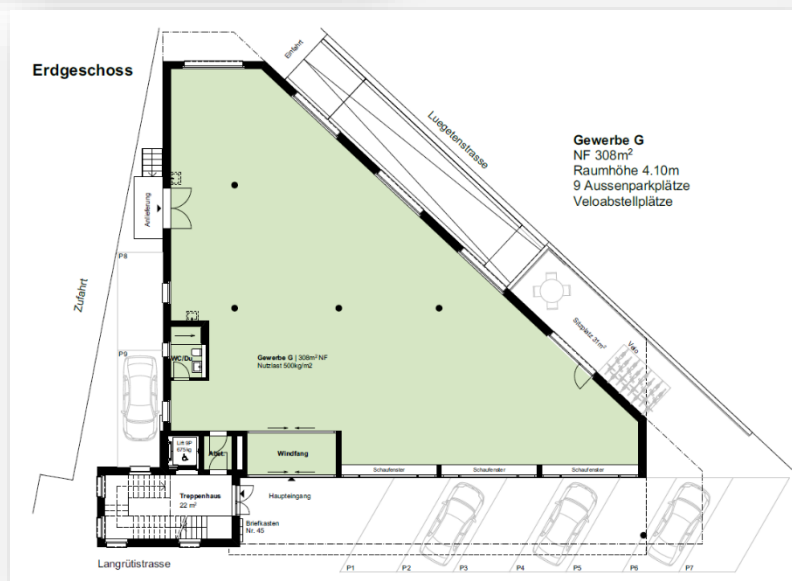 Erdgeschoss
Einfahrt
Luegetenstrasse
Gewerbe G
NF 308m²
Raumhöhe 4.10m
9 Aussenparkplätze
Veloabstellplätze
Anlieferung
P8
Zufahrt
Sitzplatz 31m²
Velo
P9
WC/Du
Gewerbe G | 308m² NF
Nutzlast 500kg/m2
Lift 9P
675kg
Abst.
Windfang
Schaufenster
Schaufenster
Schaufenster
Treppenhaus
22 m²
Haupteingang
Briefkasten
Nr. 45
Langrütistrasse
P1
P2
P3
P4
P5
P6
P7